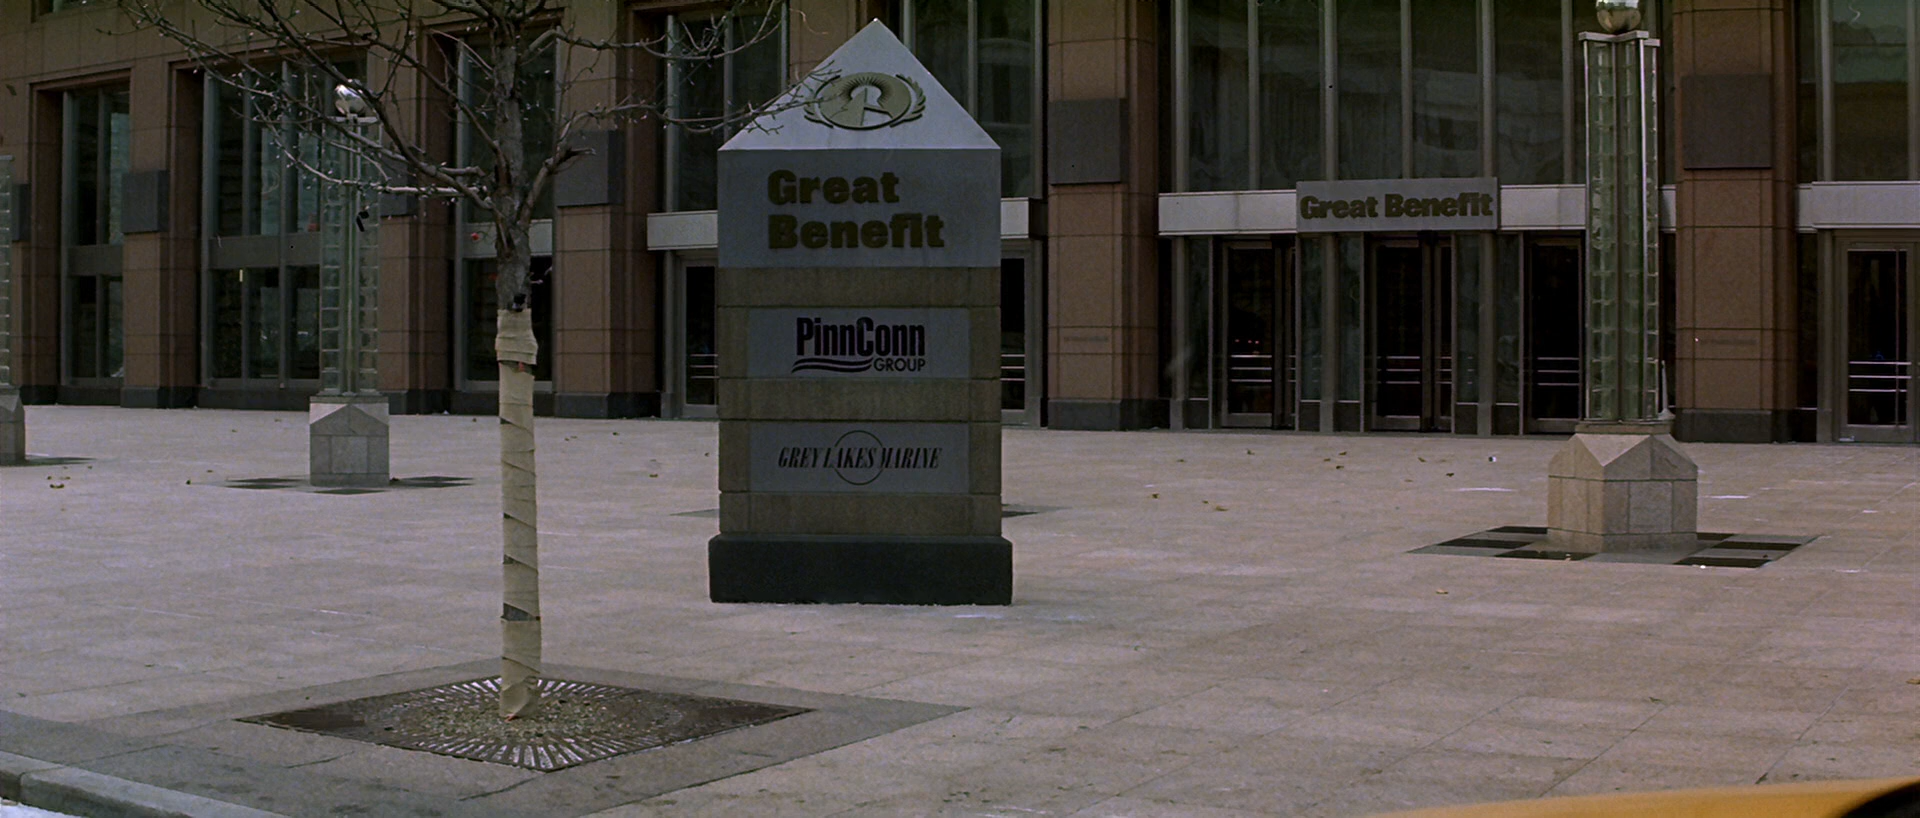 Great
Benefit
PinnConn
GROUP
GREY LAKES MARINE
Great Benefit